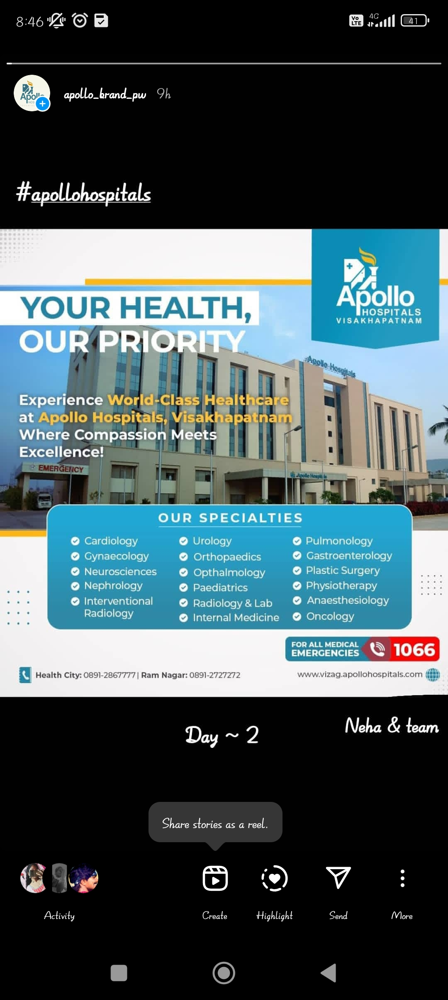 8:46
Vo LTE
4G
41
apollo_brand_pw 9h
#apollohospitals
Apollo
HOSPITALS
VISAKHAPATNAM
YOUR HEALTH,
OUR PRIORITY
Apollo Hospitals
Experience World-Class Healthcare
at Apollo Hospitals, Visakhapatnam
Where Compassion Meets
Excellence!
EMERGENCY
Apollo Hospitals
OUR SPECIALTIES
Cardiology
Gynaecology
Neurosciences
Nephrology
Interventional
Radiology
Urology
Orthopaedics
Opthalmology
Paediatrics
Radiology & Lab
Internal Medicine
Pulmonology
Gastroenterology
Plastic Surgery
Physiotherapy
Anaesthesiology
Oncology
FOR ALL MEDICAL
EMERGENCIES
1066
Health City: 0891-2867777 | Ram Nagar: 0891-2727272
www.vizag.apollohospitals.com
Neha & team
Day ~ 2
Share stories as a reel.
Activity
Create
Highlight
Send
More